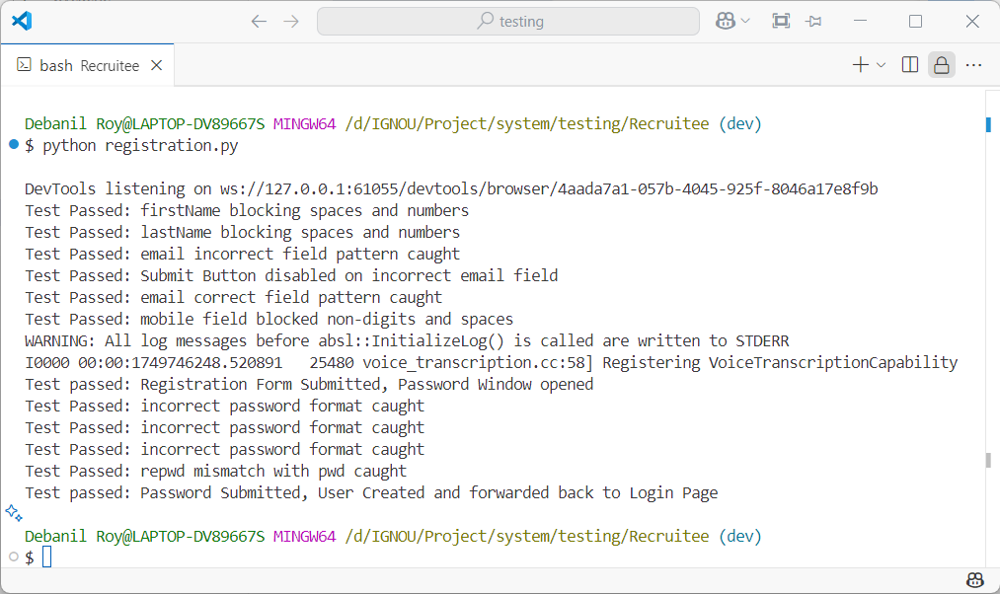 testing
bash Recruitee
Debanil Roy@LAPTOP-DV89667S MINGW64 /d/IGNOU/Project/system/testing/Recruitee (dev)
$ python registration.py
DevTools listening on ws://127.0.0.1:61055/devtools/browser/4aada7a1-057b-4045-925f-8046a17e8f9b
Test Passed: firstName blocking spaces and numbers
Test Passed: lastName blocking spaces and numbers
Test Passed: email incorrect field pattern caught
Test Passed: Submit Button disabled on incorrect email field
Test Passed: email correct field pattern caught
Test Passed: mobile field blocked non-digits and spaces
WARNING: All log messages before absl::InitializeLog() is called are written to STDERR
I0000 00:00:1749746248.520891   25480 voice_transcription.cc:58] Registering VoiceTranscriptionCapability
Test passed: Registration Form Submitted, Password Window opened
Test Passed: incorrect password format caught
Test Passed: incorrect password format caught
Test Passed: incorrect password format caught
Test Passed: repwd mismatch with pwd caught
Test passed: Password Submitted, User Created and forwarded back to Login Page
Debanil Roy@LAPTOP-DV89667S MINGW64 /d/IGNOU/Project/system/testing/Recruitee (dev)
$